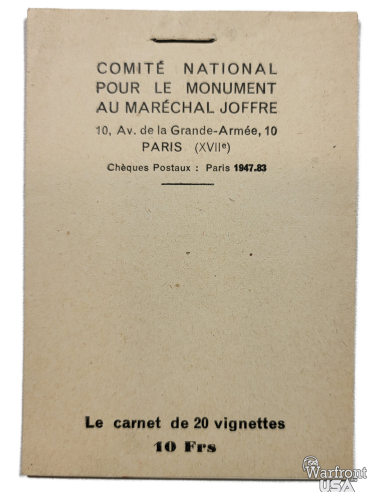 COMITÉ NATIONAL
POUR LE MONUMENT
AU MARÉCHAL JOFFRE
10, Av. de la Grande-Armée, 10
PARIS (XVIIe)
Chèques Postaux : Paris 1947.83
Le carnet de 20 vignettes
10 Frs
Warfront
USA